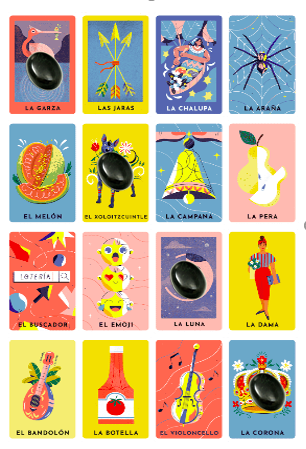 LA GARZA
LAS JARAS
LA CHALUPA
LA ARAÑA
EL MELÓN
EL XOLOITZCUINTLE
LA CAMPANA
LA PERA
IGLESIA
EL BUSCADOR
EL EMOJI
LA LUNA
LA DAMA
EL BANDOLÓN
LA BOTELLA
EL VIOLONCELLO
LA CORONA